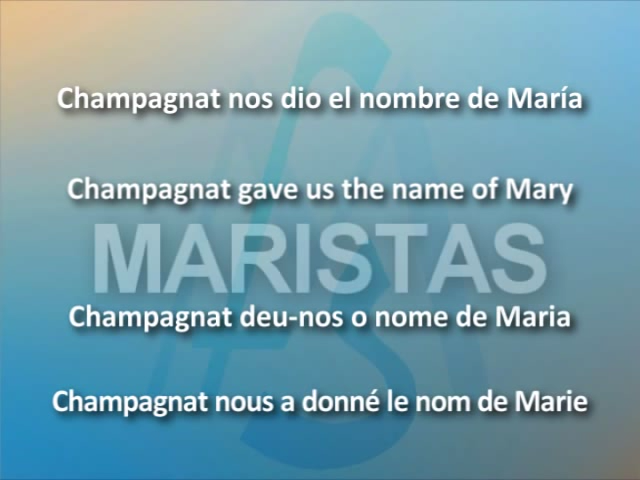 Champagnat nos dio el nombre de María
Champagnat gave us the name of Mary
MARISTAS
Champagnat deu-nos o nome de Maria
Champagnat nous a donné le nom de Marie